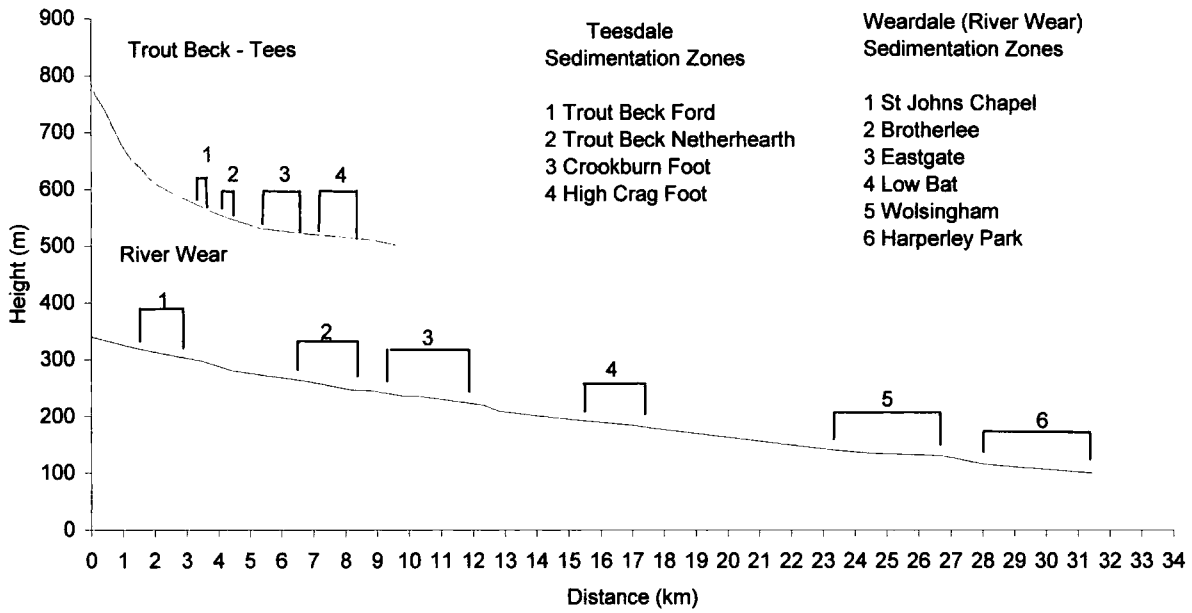 Trout Beck - Tees
River Wear
Teesdale
Sedimentation Zones
1 Trout Beck Ford
2 Trout Beck Netherhearth
3 Crookburn Foot
4 High Crag Foot
Weardale (River Wear)
Sedimentation Zones
1 St Johns Chapel
2 Brotherlee
3 Eastgate
4 Low Bat
5 Wolsingham
6 Harperley Park
1 2 3 4
1 2 3 4 5 6
Height (m)
900
800
700
600
500
400
300
200
100
0
0 1 2 3 4 5 6 7 8 9 10 11 12 13 14 15 16 17 18 19 20 21 22 23 24 25 26 27 28 29 30 31 32 33 34
Distance (km)